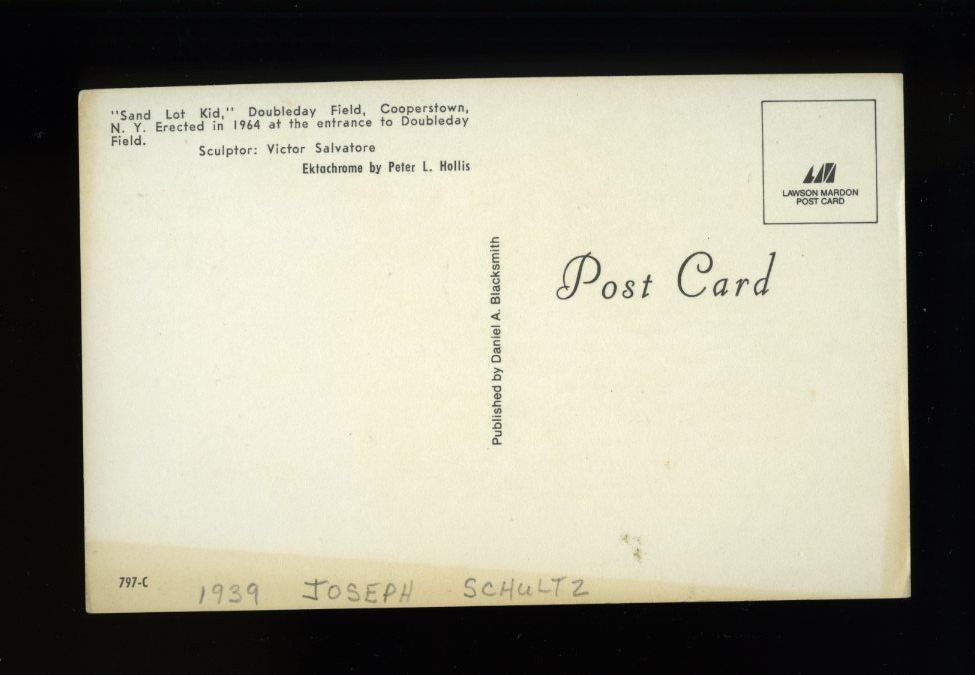 "Sand Lot Kid," Doubleday Field, Cooperstown,
N. Y. Erected in 1964 at the entrance to Doubleday
Field.
Sculptor: Victor Salvatore
Ektachrome by Peter L. Hollis
LAWSON MARDON
POST CARD
Post Card
Published by Daniel A. Blacksmith
797-C
1939 JOSEPH SCHULTZ